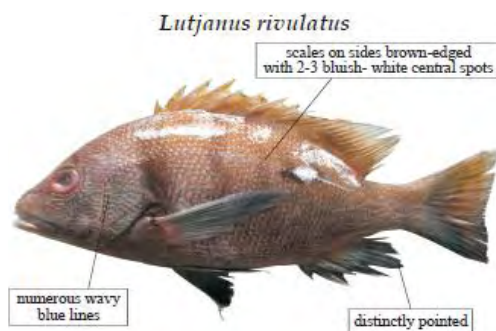 Lutjanus rivulatus
scales on sides brown-edged
with 2-3 bluish- white central spots
numerous wavy
blue lines
distinctly pointed